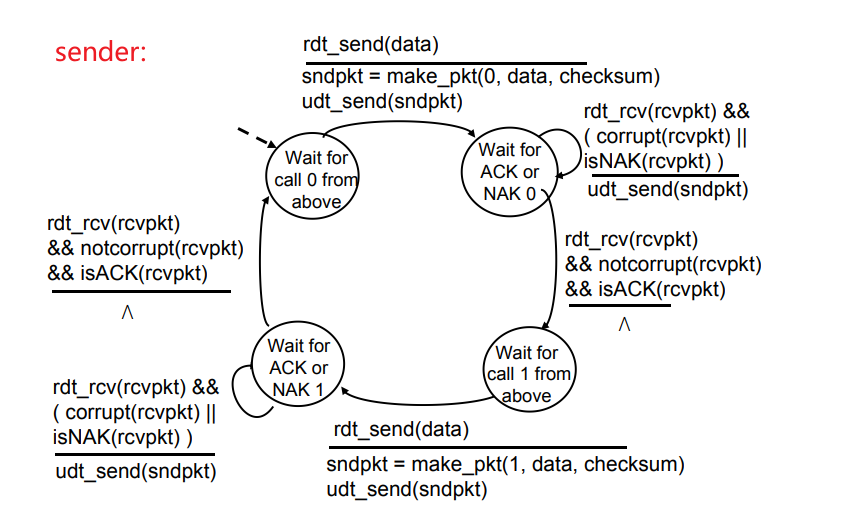 sender:
rdt_send(data)
sndpkt = make_pkt(0, data, checksum)
udt_send(sndpkt)
Wait for
call 0 from
above
Wait for
ACK or
NAK 0
rdt_rcv(rcvpkt) &&
( corrupt(rcvpkt) ||
isNAK(rcvpkt) )
udt_send(sndpkt)
rdt_rcv(rcvpkt)
&& notcorrupt(rcvpkt)
&& isACK(rcvpkt)
Λ
rdt_rcv(rcvpkt)
&& notcorrupt(rcvpkt)
&& isACK(rcvpkt)
Λ
Wait for
ACK or
NAK 1
Wait for
call 1 from
above
rdt_rcv(rcvpkt) &&
( corrupt(rcvpkt) ||
isNAK(rcvpkt) )
udt_send(sndpkt)
rdt_send(data)
sndpkt = make_pkt(1, data, checksum)
udt_send(sndpkt)